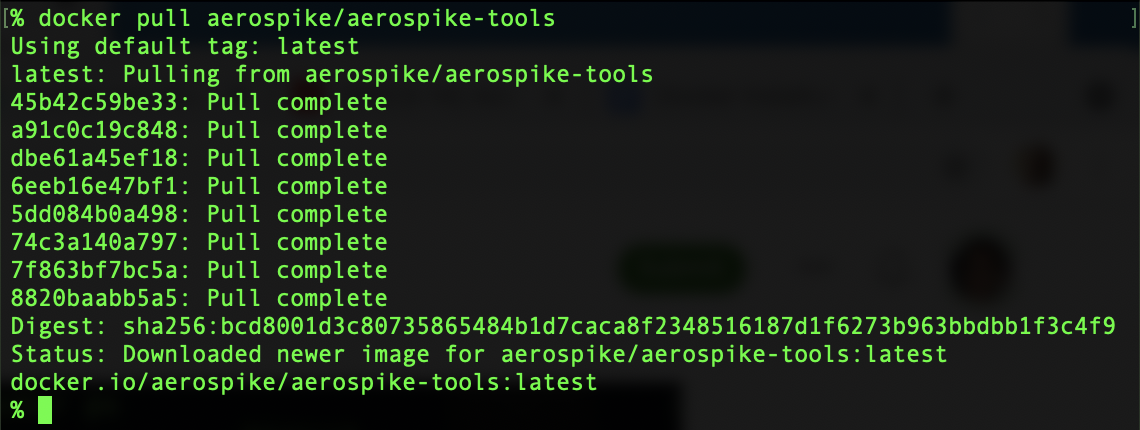 [% docker pull aerospike/aerospike-tools ]
Using default tag: latest
latest: Pulling from aerospike/aerospike-tools
45b42c59be33: Pull complete
a91c0c19c848: Pull complete
dbe61a45ef18: Pull complete
6eeb16e47bf1: Pull complete
5dd084b0a498: Pull complete
74c3a140a797: Pull complete
7f863bf7bc5a: Pull complete
8820baabb5a5: Pull complete
Digest: sha256:bcd8001d3c80735865484b1d7caca8f2348516187d1f6273b963bbdbb1f3c4f9
Status: Downloaded newer image for aerospike/aerospike-tools:latest
docker.io/aerospike/aerospike-tools:latest
%